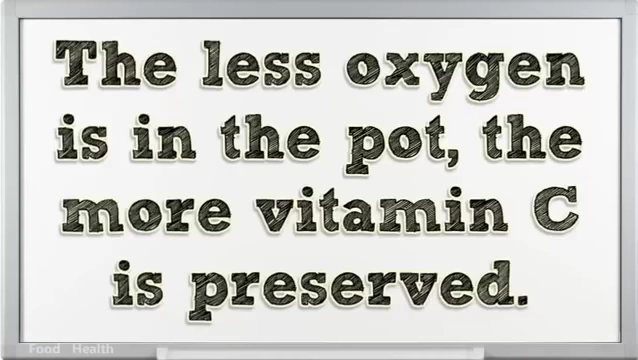 The less oxygen
is in the pot, the
more vitamin C
is preserved.
Food Health